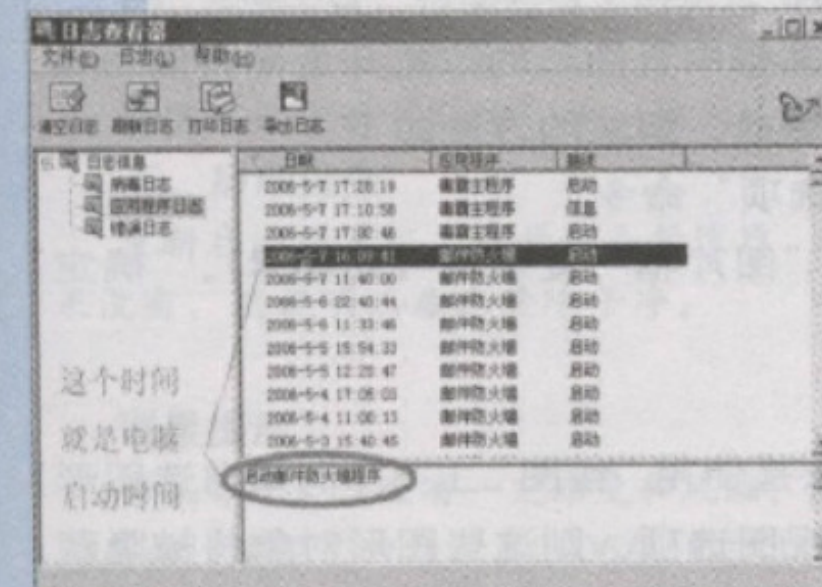 日志查看器
文件(F) 日志(L) 帮助(H)
清空日志 刷新日志 打印日志 导出日志
日志信息
病毒日志
应用程序日志
错误日志
日期 应用程序 描述
2006-5-7 17:28:19 毒霸主程序 启动
2006-5-7 17:10:58 毒霸主程序 信息
2006-5-7 17:02:46 毒霸主程序 启动
2006-5-7 16:09:41 邮件防火墙 启动
2006-5-7 11:40:00 邮件防火墙 启动
2006-5-6 22:40:44 邮件防火墙 启动
2006-5-6 11:33:46 邮件防火墙 启动
2006-5-5 15:54:33 邮件防火墙 启动
2006-5-5 12:28:47 邮件防火墙 启动
2006-5-4 17:05:03 邮件防火墙 启动
2006-5-4 11:00:13 邮件防火墙 启动
2006-5-3 15:40:45 邮件防火墙 启动
这个时间
就是电脑
启动时间
启动邮件防火墙程序